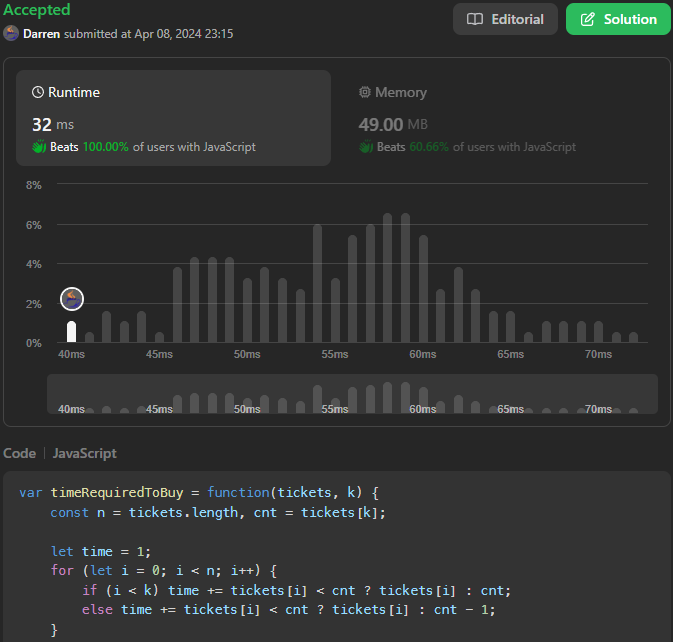 Accepted
Editorial
Solution
Darren submitted at Apr 08, 2024 23:15
Runtime
32 ms
Beats 100.00% of users with JavaScript
Memory
49.00 MB
Beats 60.66% of users with JavaScript
8%
6%
4%
2%
0%
40ms 45ms 50ms 55ms 60ms 65ms 70ms
40ms 45ms 50ms 55ms 60ms 65ms 70ms
Code | JavaScript
var timeRequiredToBuy = function(tickets, k) {
    const n = tickets.length, cnt = tickets[k];

    let time = 1;
    for (let i = 0; i < n; i++) {
        if (i < k) time += tickets[i] < cnt ? tickets[i] : cnt;
        else time += tickets[i] < cnt ? tickets[i] : cnt - 1;
    }